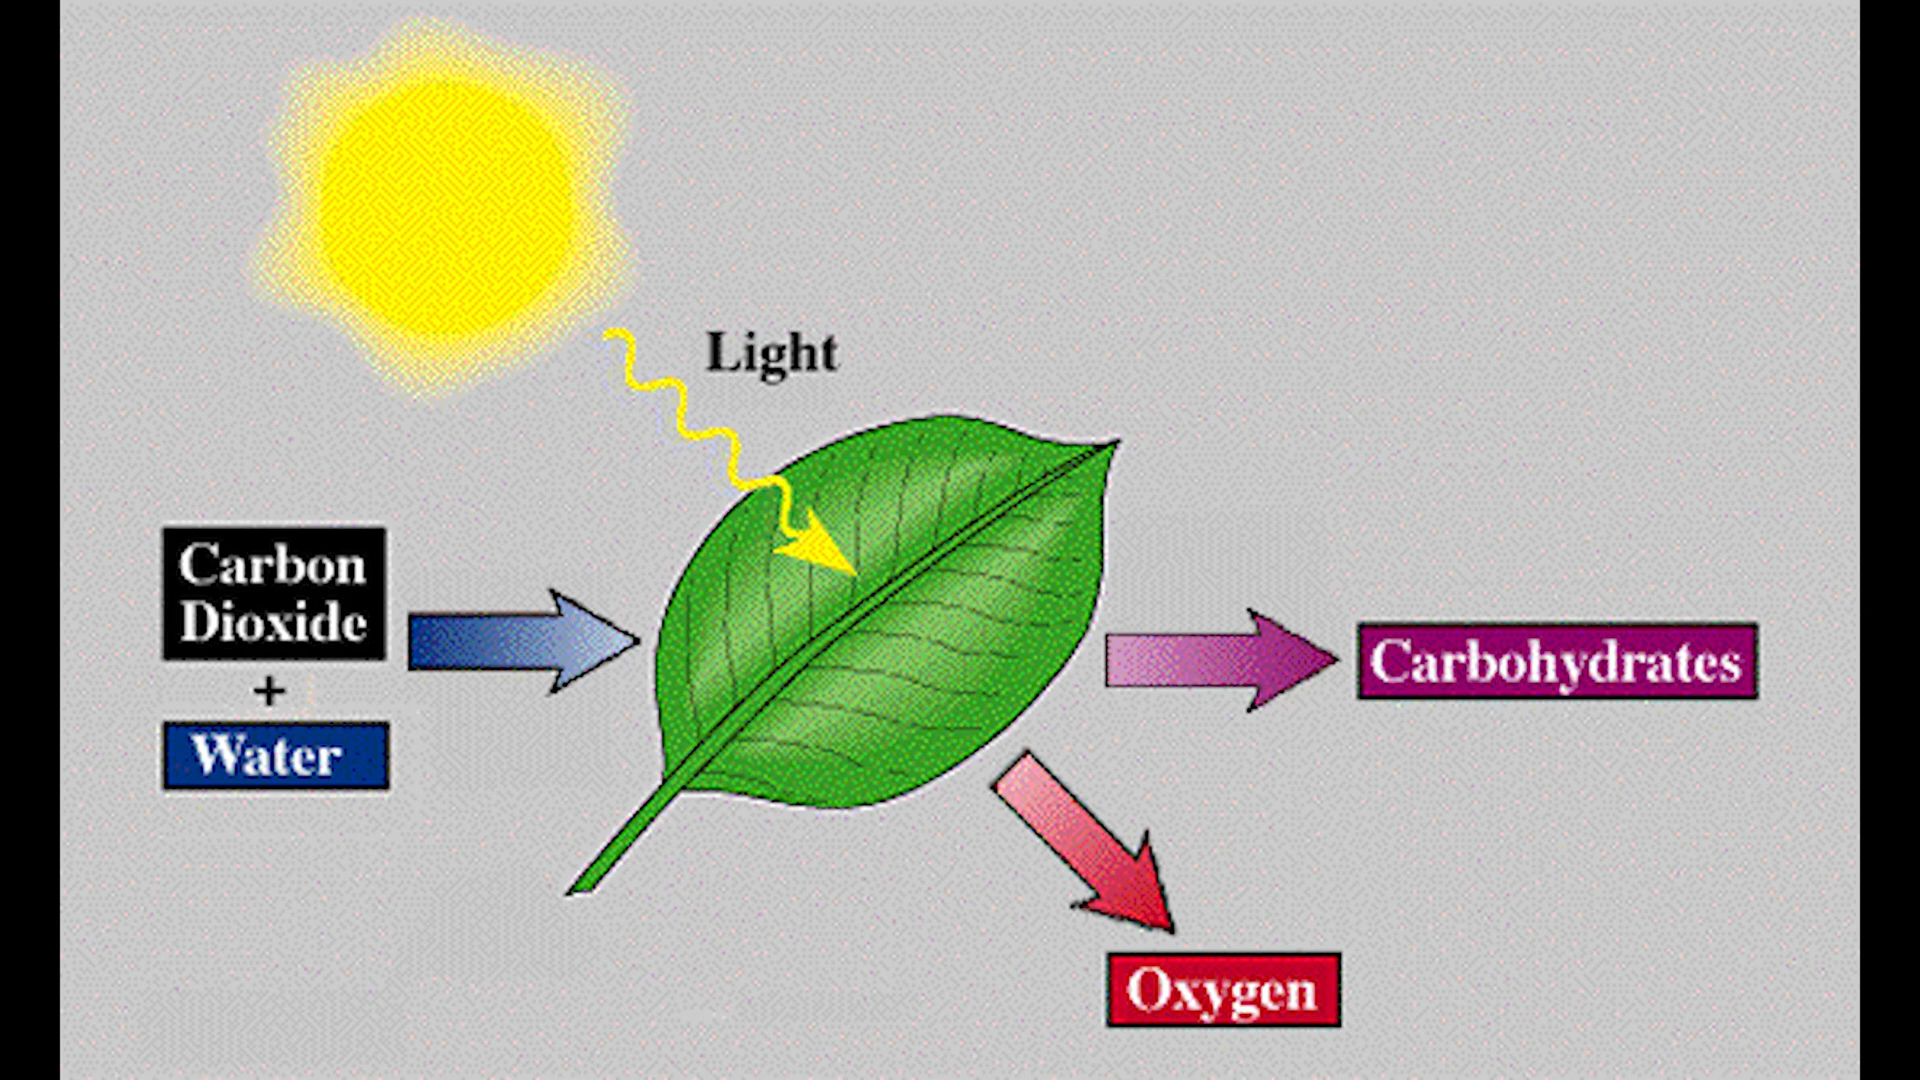 Light
Carbon
Dioxide
+
Water
Carbohydrates
Oxygen